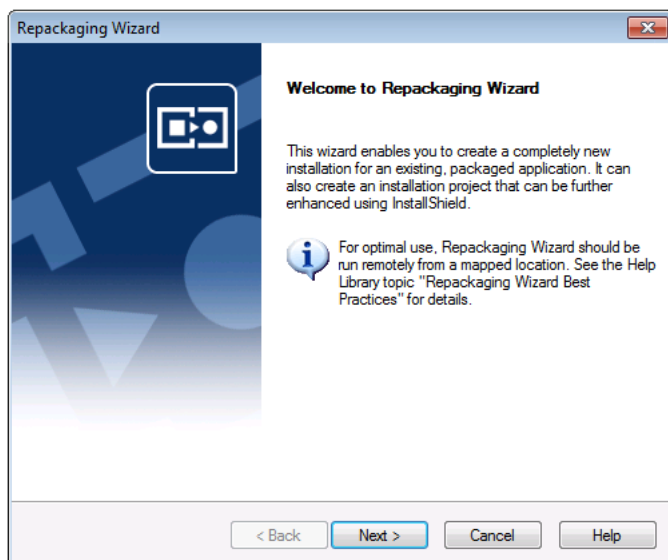 Repackaging Wizard
Welcome to Repackaging Wizard
This wizard enables you to create a completely new
installation for an existing, packaged application. It can
also create an installation project that can be further
enhanced using InstallShield.
For optimal use, Repackaging Wizard should be
run remotely from a mapped location. See the Help
Library topic "Repackaging Wizard Best
Practices" for details.
< Back Next > Cancel Help